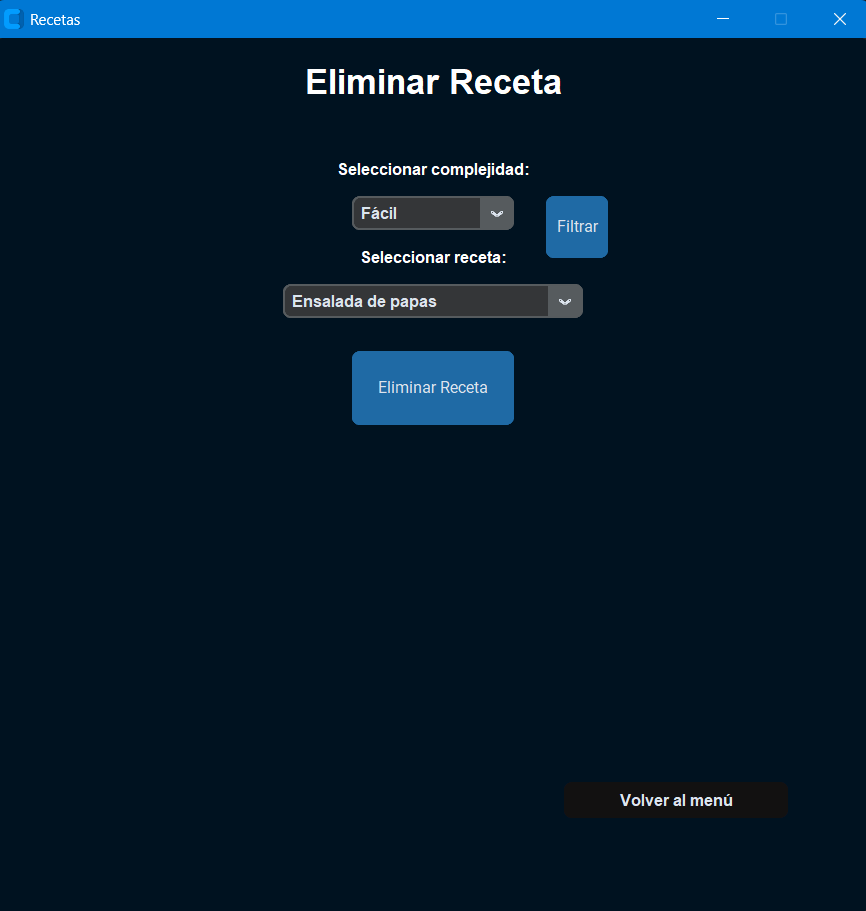 Recetas
Eliminar Receta
Seleccionar complejidad:
Fácil
Filtrar
Seleccionar receta:
Ensalada de papas
Eliminar Receta
Volver al menú